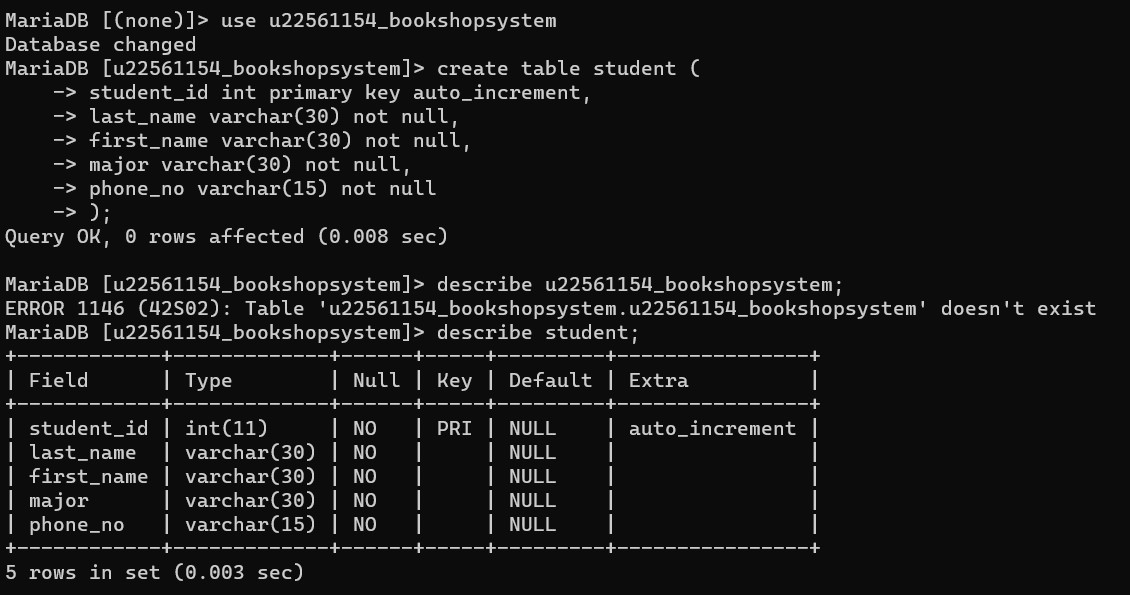 MariaDB [(none)]> use u22561154_bookshopsystem
Database changed
MariaDB [u22561154_bookshopsystem]> create table student (
    -> student_id int primary key auto_increment,
    -> last_name varchar(30) not null,
    -> first_name varchar(30) not null,
    -> major varchar(30) not null,
    -> phone_no varchar(15) not null
    -> );
Query OK, 0 rows affected (0.008 sec)

MariaDB [u22561154_bookshopsystem]> describe u22561154_bookshopsystem;
ERROR 1146 (42S02): Table 'u22561154_bookshopsystem.u22561154_bookshopsystem' doesn't exist
MariaDB [u22561154_bookshopsystem]> describe student;
+------------+-------------+------+-----+---------+----------------+
| Field      | Type        | Null | Key | Default | Extra          |
+------------+-------------+------+-----+---------+----------------+
| student_id | int(11)     | NO   | PRI | NULL    | auto_increment |
| last_name  | varchar(30) | NO   |     | NULL    |                |
| first_name | varchar(30) | NO   |     | NULL    |                |
| major      | varchar(30) | NO   |     | NULL    |                |
| phone_no   | varchar(15) | NO   |     | NULL    |                |
+------------+-------------+------+-----+---------+----------------+
5 rows in set (0.003 sec)